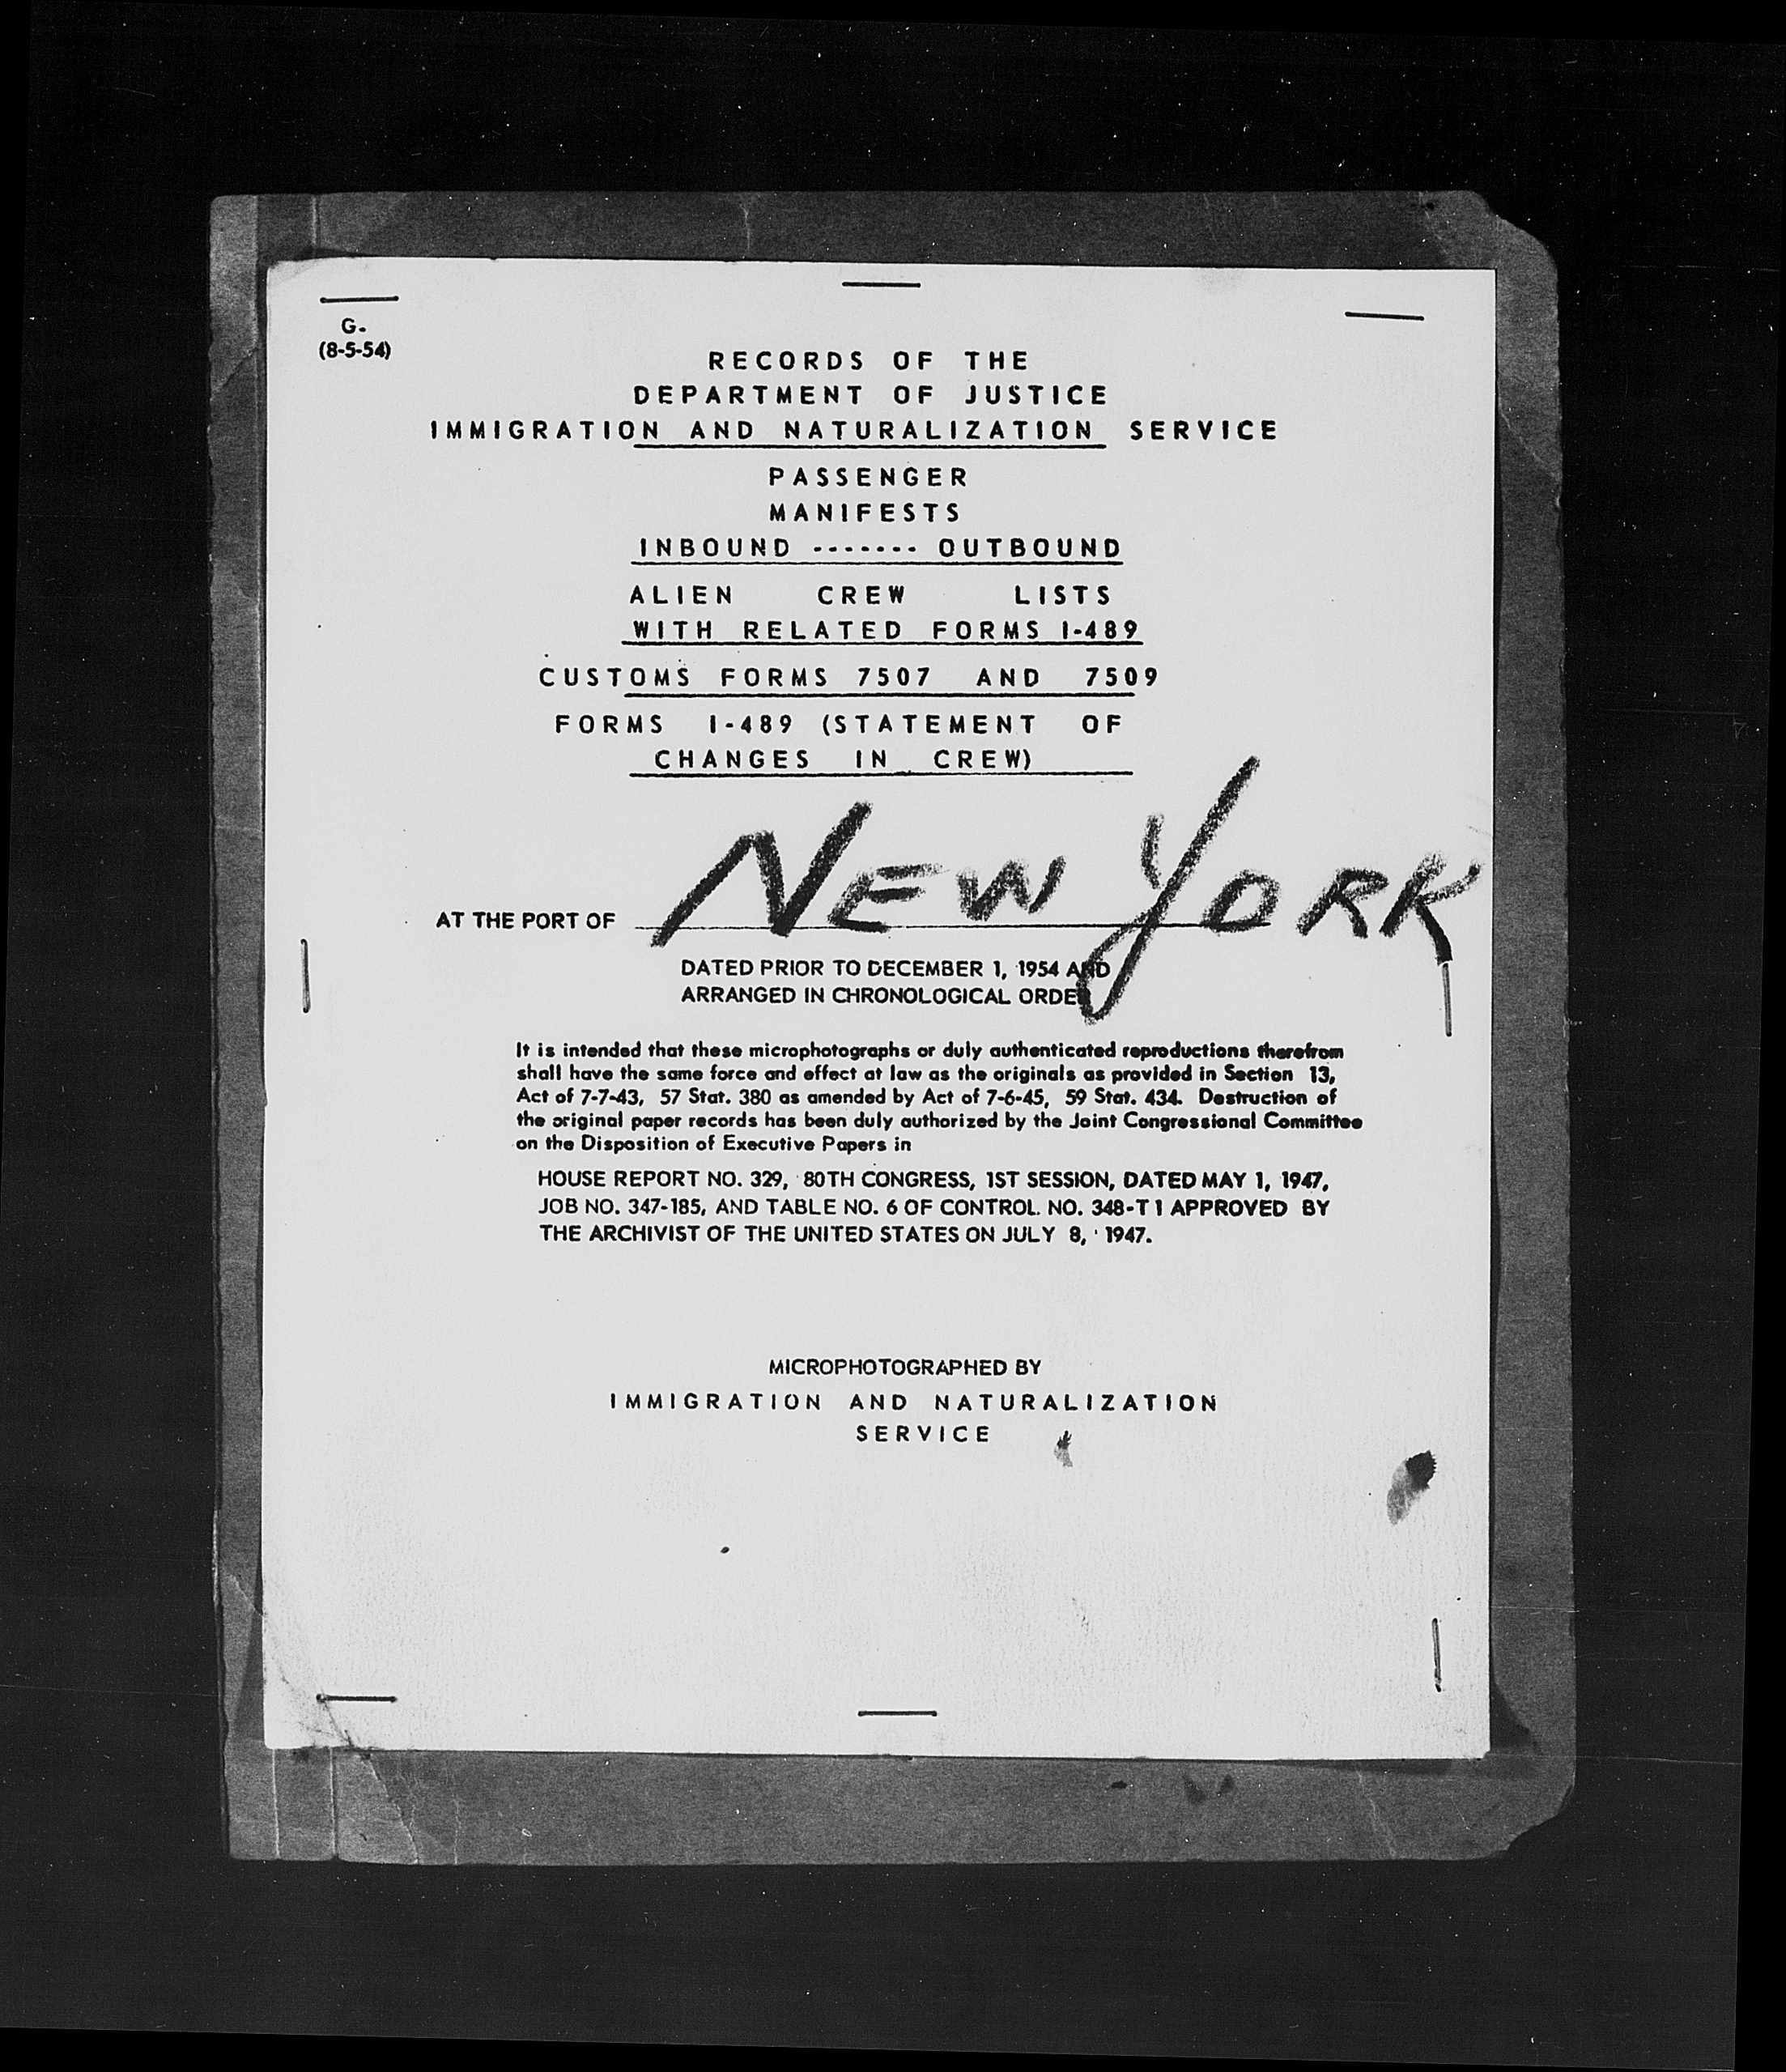 G.
(8-5-54)
RECORDS OF THE
DEPARTMENT OF JUSTICE
IMMIGRATION AND NATURALIZATION SERVICE
PASSENGER
MANIFESTS
INBOUND ------- OUTBOUND
ALIEN CREW LISTS
WITH RELATED FORMS I-489
CUSTOMS FORMS 7507 AND 7509
FORMS I-489 (STATEMENT OF
CHANGES IN CREW)
AT THE PORT OF NEW YORK
DATED PRIOR TO DECEMBER 1, 1954 AND
ARRANGED IN CHRONOLOGICAL ORDER
It is intended that these microphotographs or duly authenticated reproductions therefrom
shall have the same force and effect at law as the originals as provided in Section 13,
Act of 7-7-43, 57 Stat. 380 as amended by Act of 7-6-45, 59 Stat. 434. Destruction of
the original paper records has been duly authorized by the Joint Congressional Committee
on the Disposition of Executive Papers in
HOUSE REPORT NO. 329, 80TH CONGRESS, 1ST SESSION, DATED MAY 1, 1947,
JOB NO. 347-185, AND TABLE NO. 6 OF CONTROL NO. 348-T1 APPROVED BY
THE ARCHIVIST OF THE UNITED STATES ON JULY 8, 1947.
MICROPHOTOGRAPHED BY
IMMIGRATION AND NATURALIZATION
SERVICE